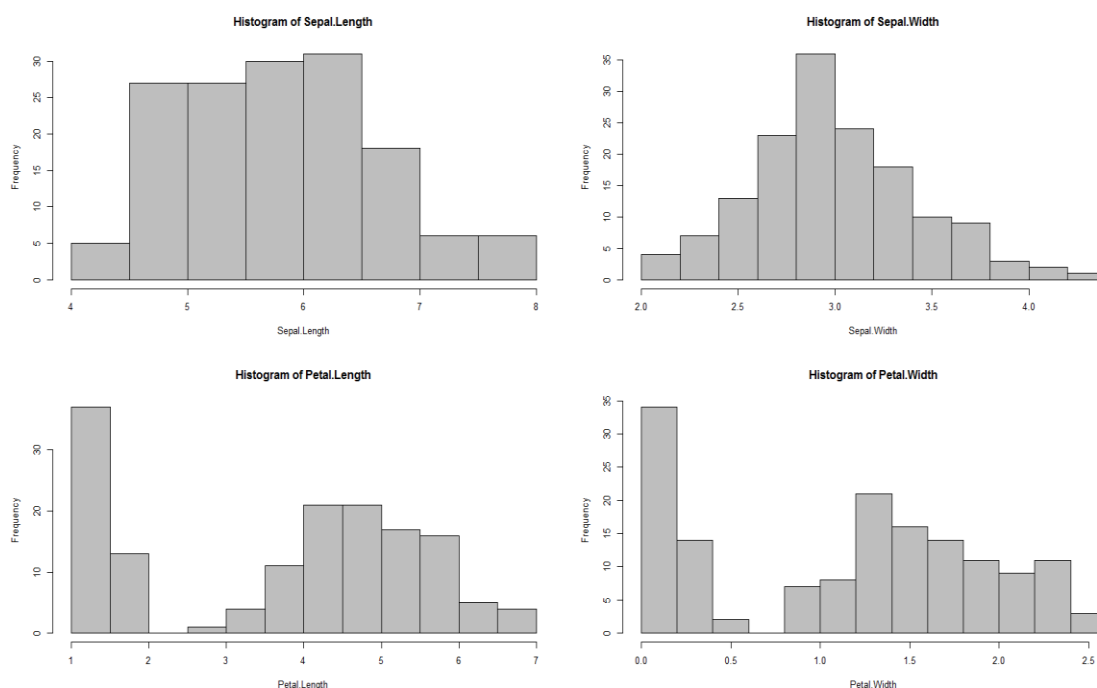 Histogram of Sepal.Length
Frequency
0 5 10 15 20 25 30
4 5 6 7 8
Sepal.Length
Histogram of Sepal.Width
Frequency
0 5 10 15 20 25 30 35
2.0 2.5 3.0 3.5 4.0
Sepal.Width
Histogram of Petal.Length
Frequency
0 10 20 30
1 2 3 4 5 6 7
Petal.Length
Histogram of Petal.Width
Frequency
0 5 10 15 20 25 30 35
0.0 0.5 1.0 1.5 2.0 2.5
Petal.Width